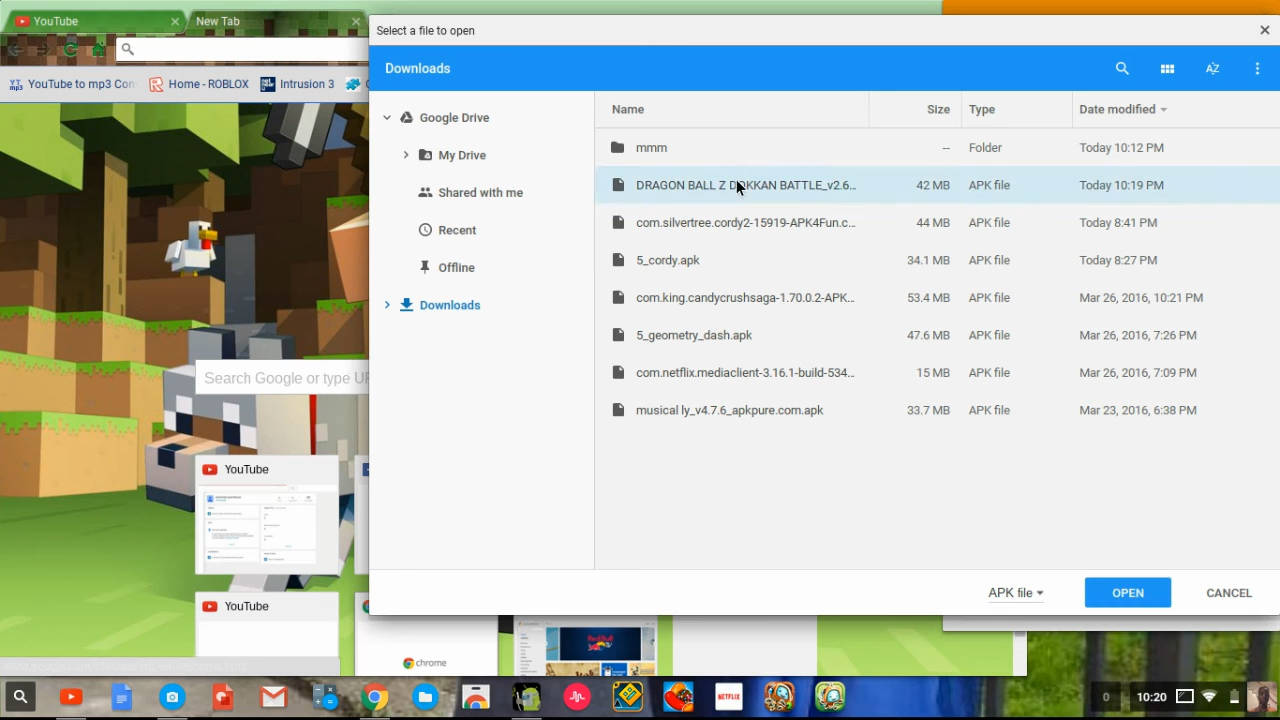 YouTube
New Tab
Select a file to open
YouTube to mp3 Con
Home - ROBLOX
Intrusion 3
Downloads
Name
Size
Type
Date modified
Google Drive
My Drive
Shared with me
Recent
Offline
Downloads
mmm -- Folder Today 10:12 PM
DRAGON BALL Z DOKKAN BATTLE_v2.6... 42 MB APK file Today 10:19 PM
com.silvertree.cordy2-15919-APK4Fun.c... 44 MB APK file Today 8:41 PM
5_cordy.apk 34.1 MB APK file Today 8:27 PM
com.king.candycrushsaga-1.70.0.2-APK... 53.4 MB APK file Mar 26, 2016, 10:21 PM
5_geometry_dash.apk 47.6 MB APK file Mar 26, 2016, 7:26 PM
com.netflix.mediaclient-3.16.1-build-534... 15 MB APK file Mar 26, 2016, 7:09 PM
musical ly_v4.7.6_apkpure.com.apk 33.7 MB APK file Mar 23, 2016, 6:38 PM
Search Google or type UR
YouTube
YouTube
APK file
OPEN
CANCEL
Red Bull
chrome
NETFLIX
0
10:20